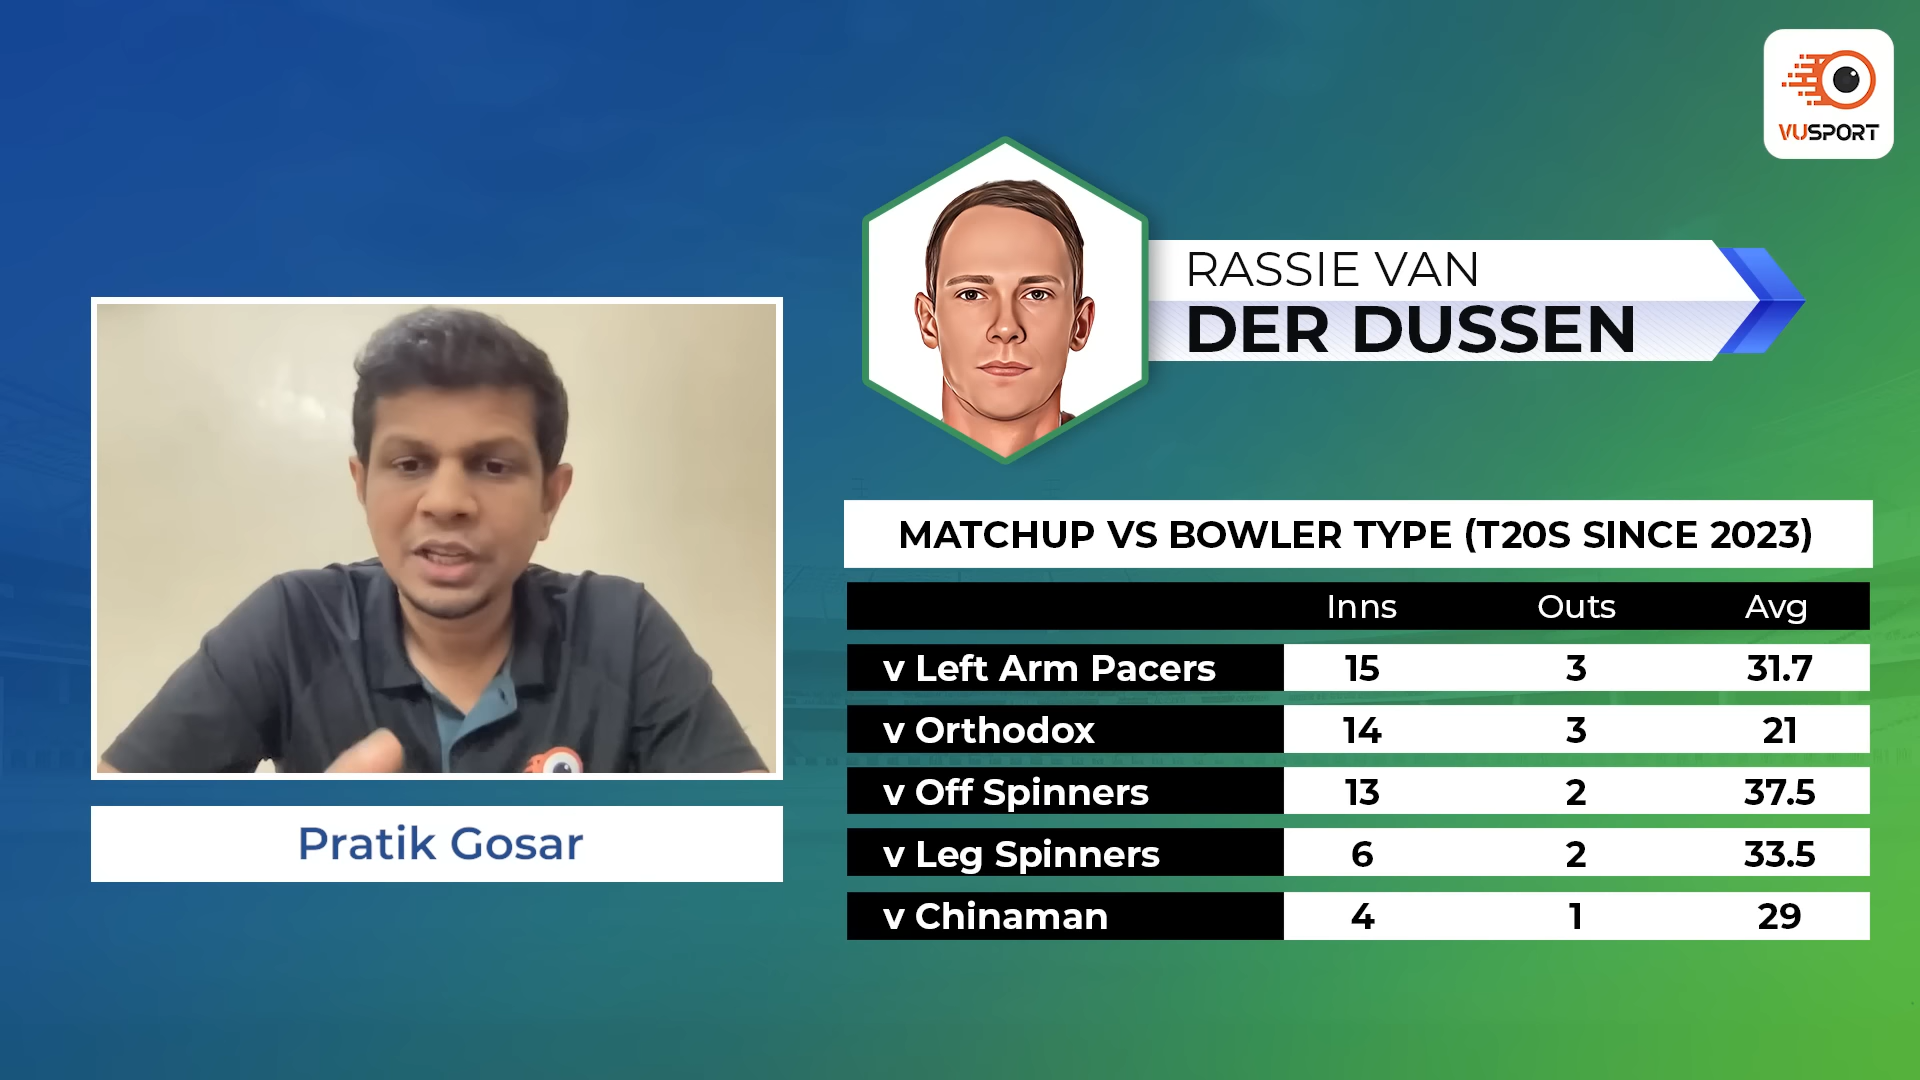 VUSPORT
RASSIE VAN
DER DUSSEN
MATCHUP VS BOWLER TYPE (T20S SINCE 2023)
Inns Outs Avg
v Left Arm Pacers 15 3 31.7
v Orthodox 14 3 21
v Off Spinners 13 2 37.5
v Leg Spinners 6 2 33.5
v Chinaman 4 1 29
Pratik Gosar